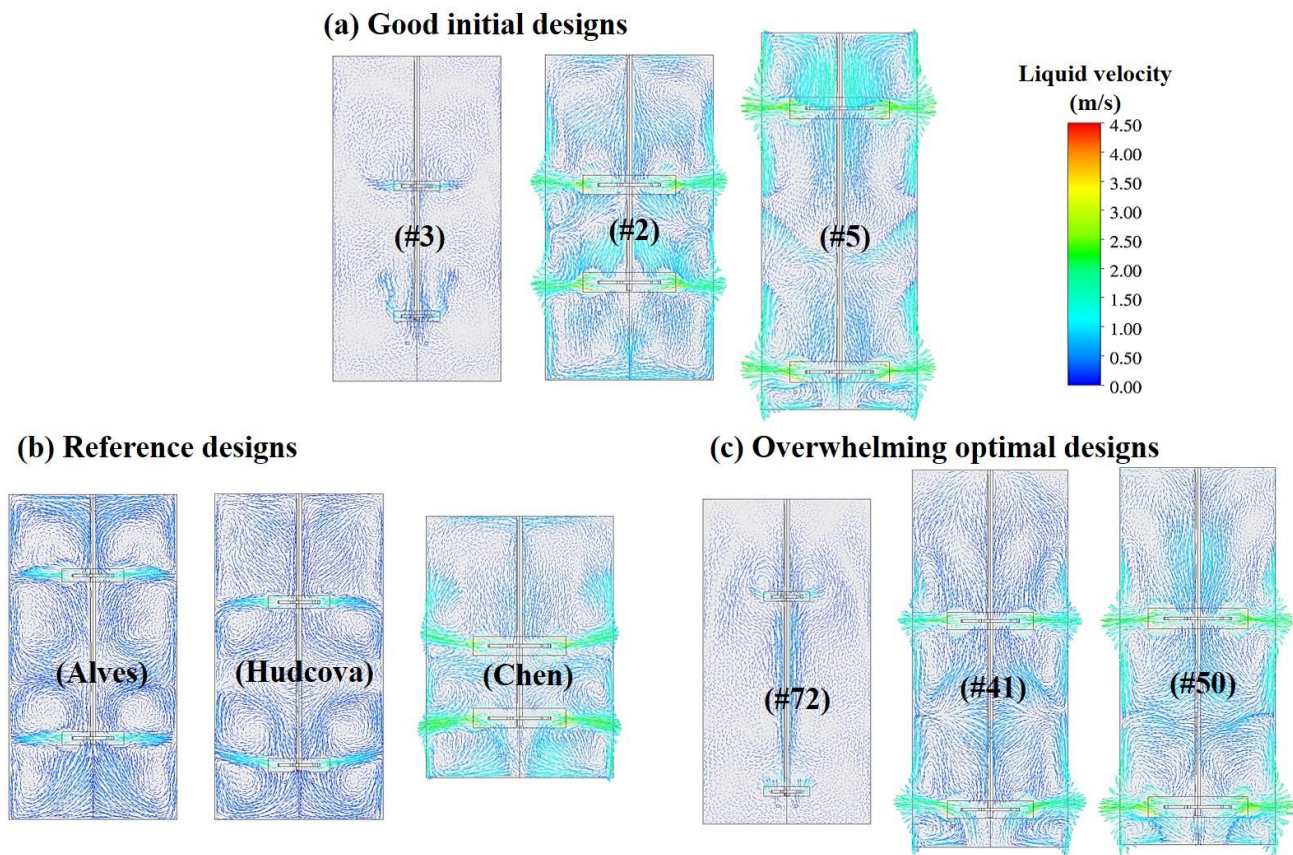 (a) Good initial designs
(#3)
(#2)
(#5)
Liquid velocity
(m/s)
4.50
4.00
3.50
3.00
2.50
2.00
1.50
1.00
0.50
0.00
(b) Reference designs
(Alves)
(Hudcova)
(Chen)
(c) Overwhelming optimal designs
(#72)
(#41)
(#50)